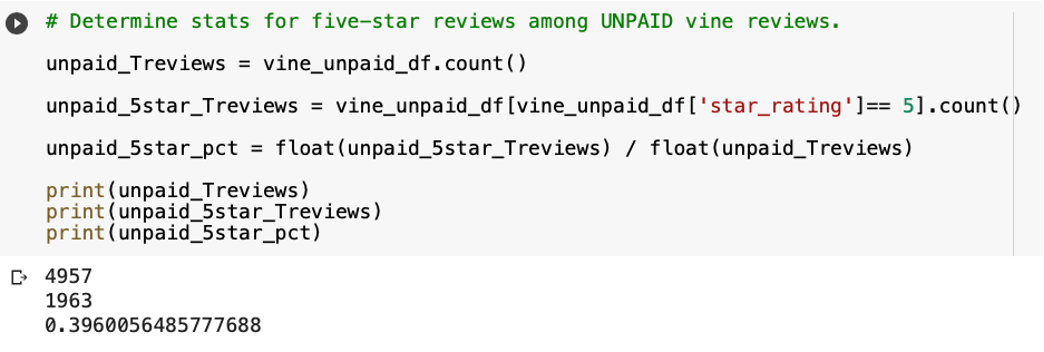 # Determine stats for five-star reviews among UNPAID vine reviews.
unpaid_Treviews = vine_unpaid_df.count()
unpaid_5star_Treviews = vine_unpaid_df[vine_unpaid_df['star_rating']== 5].count()
unpaid_5star_pct = float(unpaid_5star_Treviews) / float(unpaid_Treviews)
print(unpaid_Treviews)
print(unpaid_5star_Treviews)
print(unpaid_5star_pct)
4957
1963
0.3960056485777688